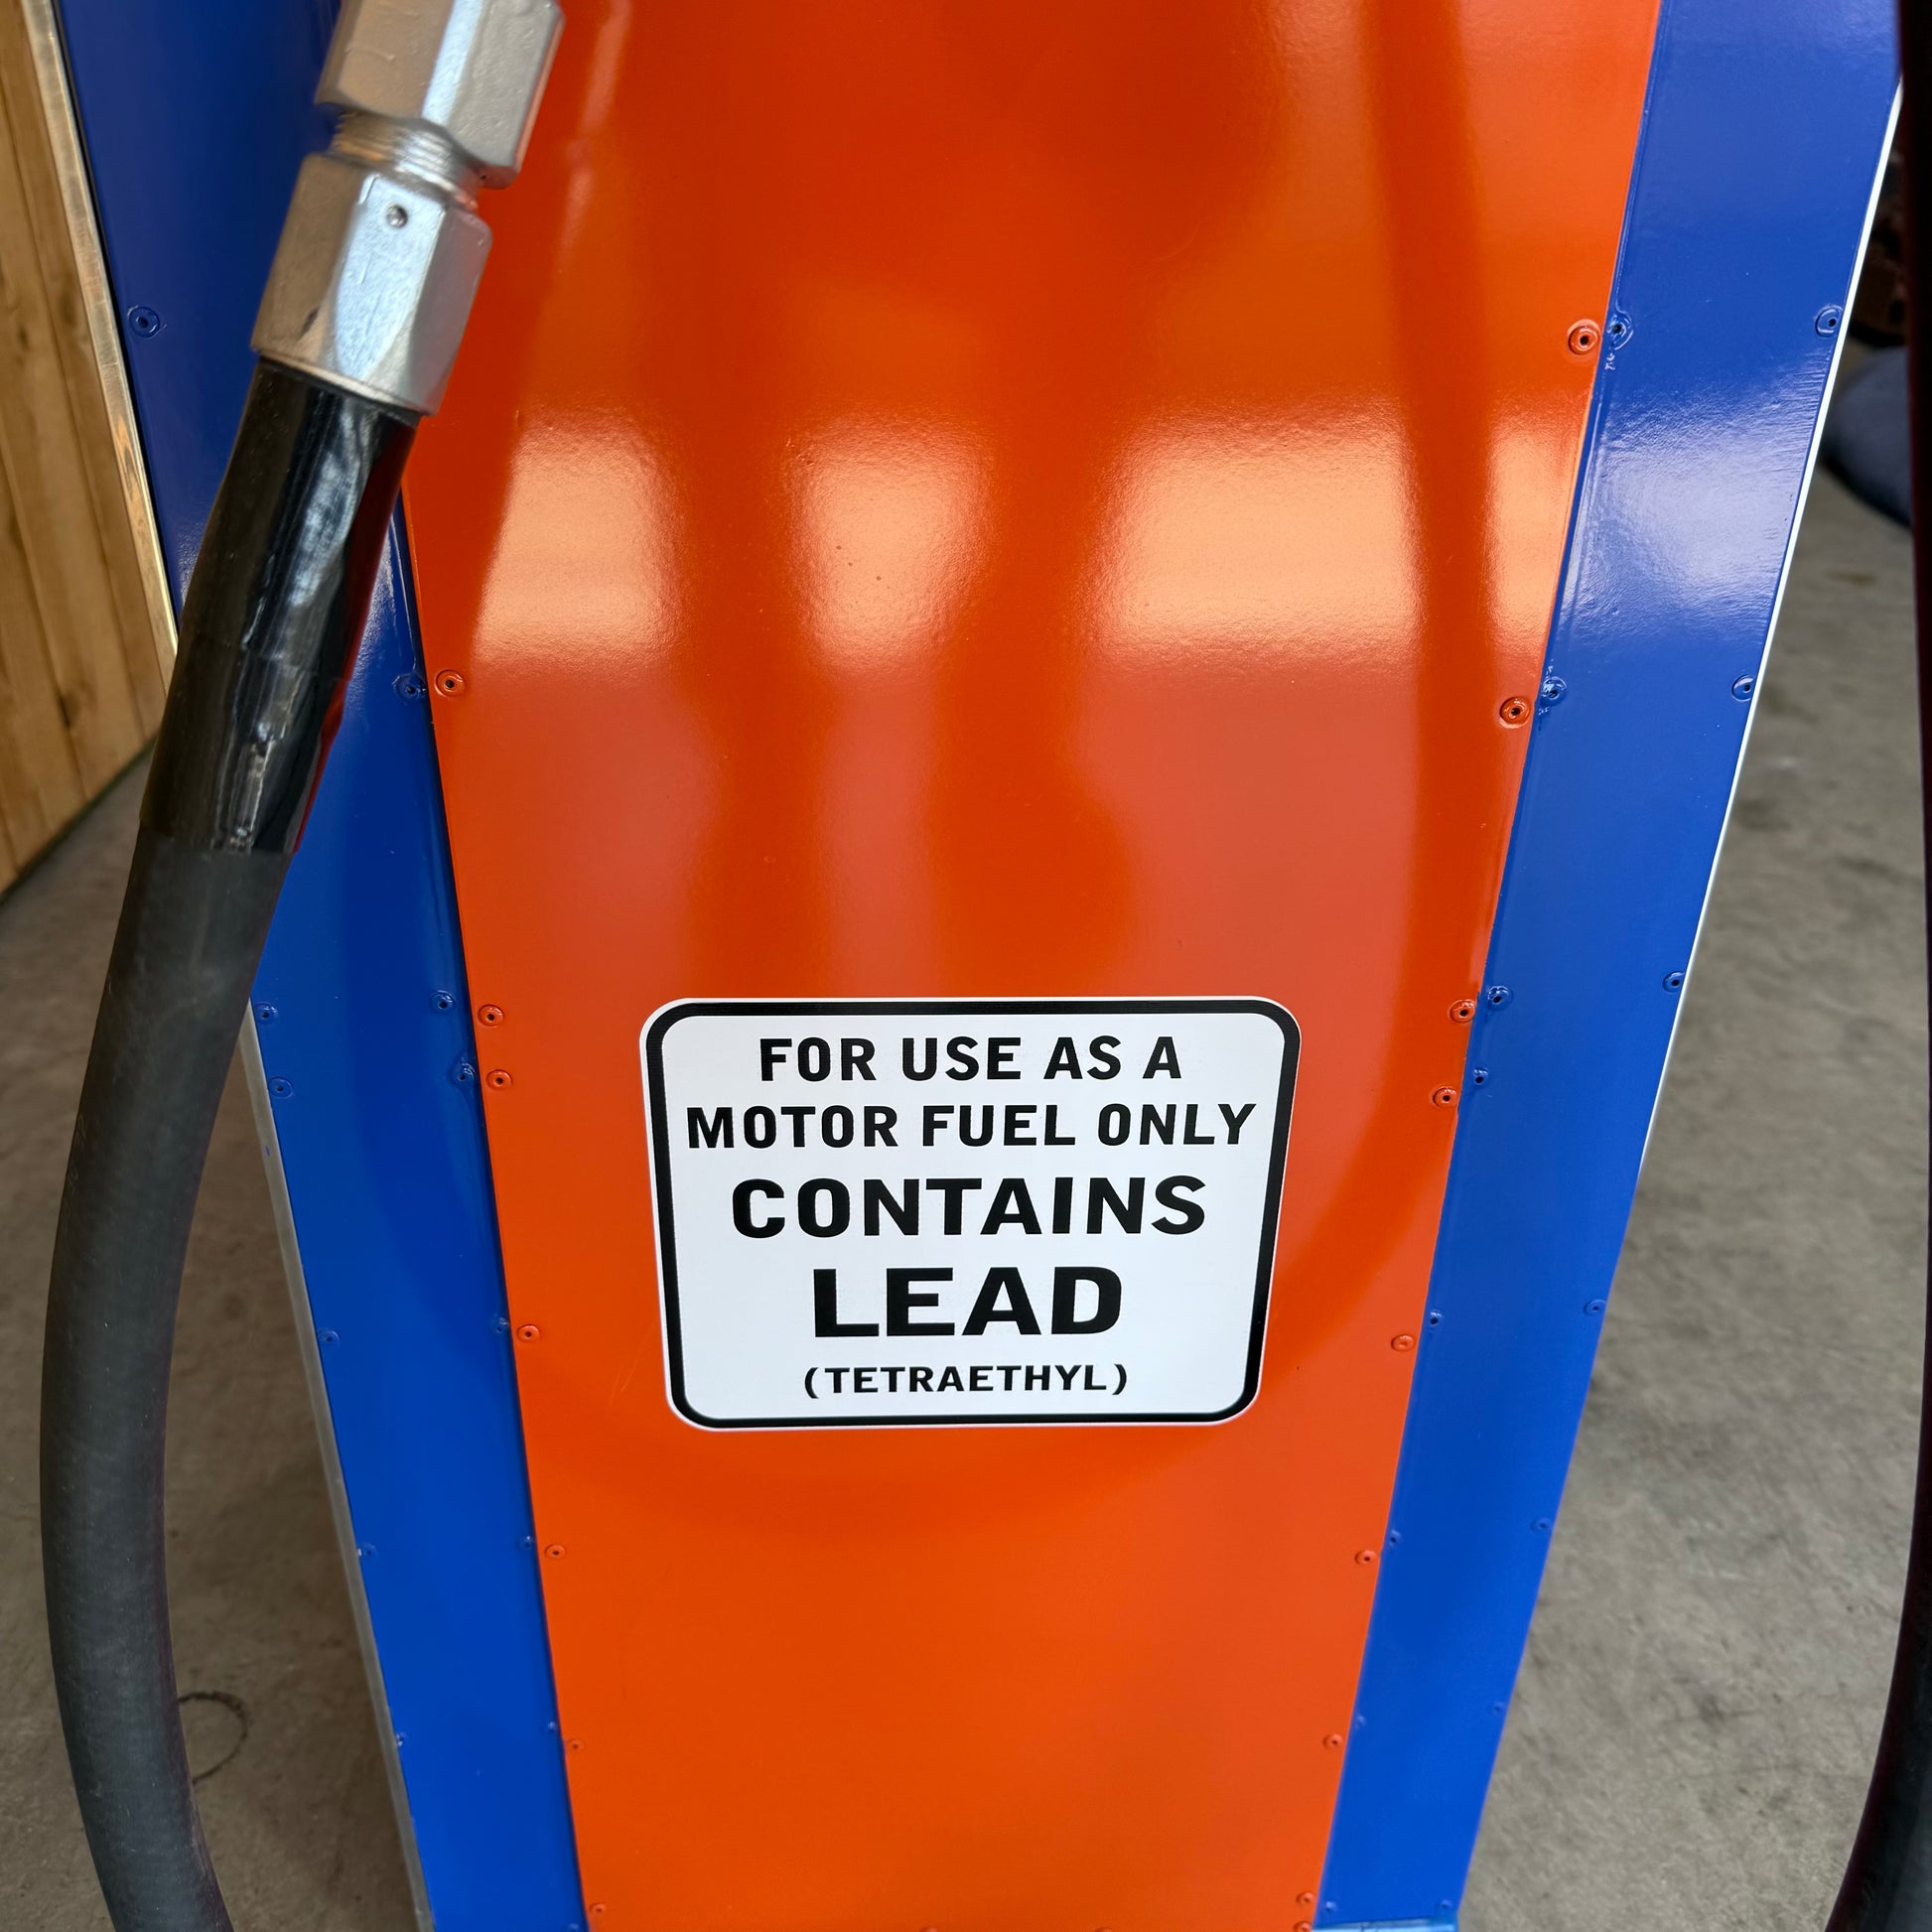 FOR USE AS A
MOTOR FUEL ONLY
CONTAINS
LEAD
(TETRAETHYL)